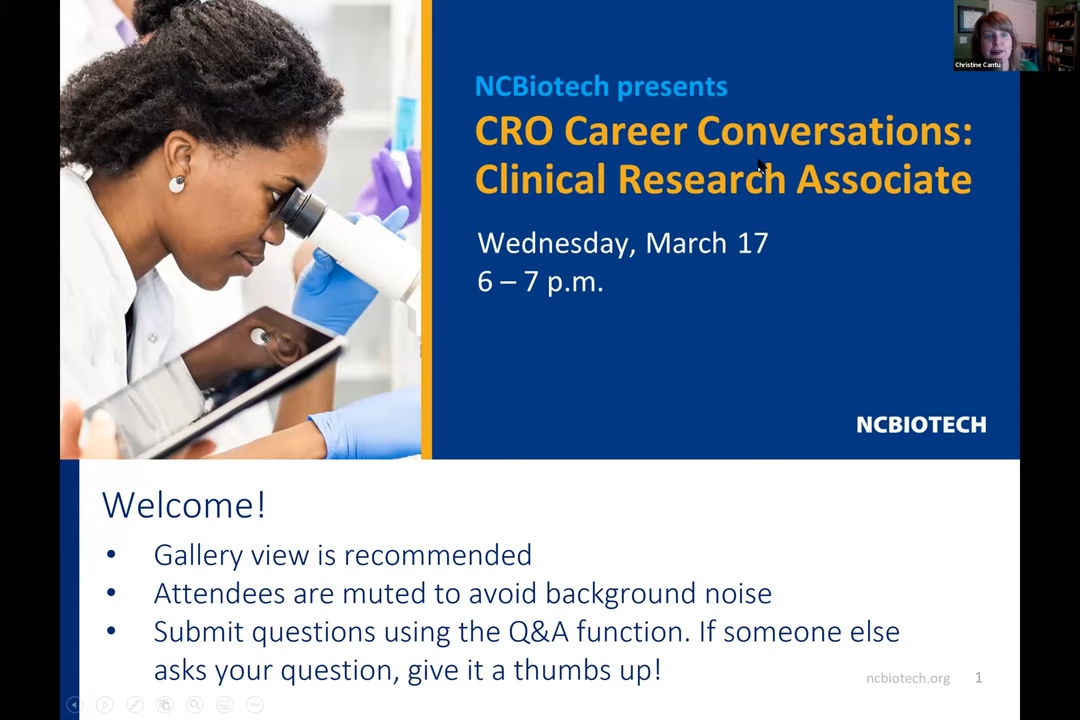 Christine Cantu
NCBiotech presents
CRO Career Conversations:
Clinical Research Associate
Wednesday, March 17
6 – 7 p.m.
NCBIOTECH
Welcome!
• Gallery view is recommended
• Attendees are muted to avoid background noise
• Submit questions using the Q&A function. If someone else
asks your question, give it a thumbs up!
ncbiotech.org 1